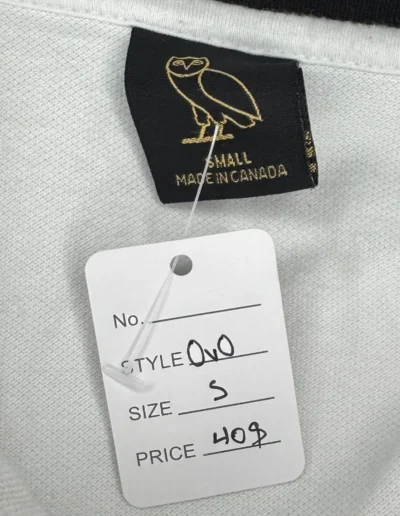 SMALL
MADE IN CANADA
No.
STYLE OvO
SIZE S
PRICE 40$